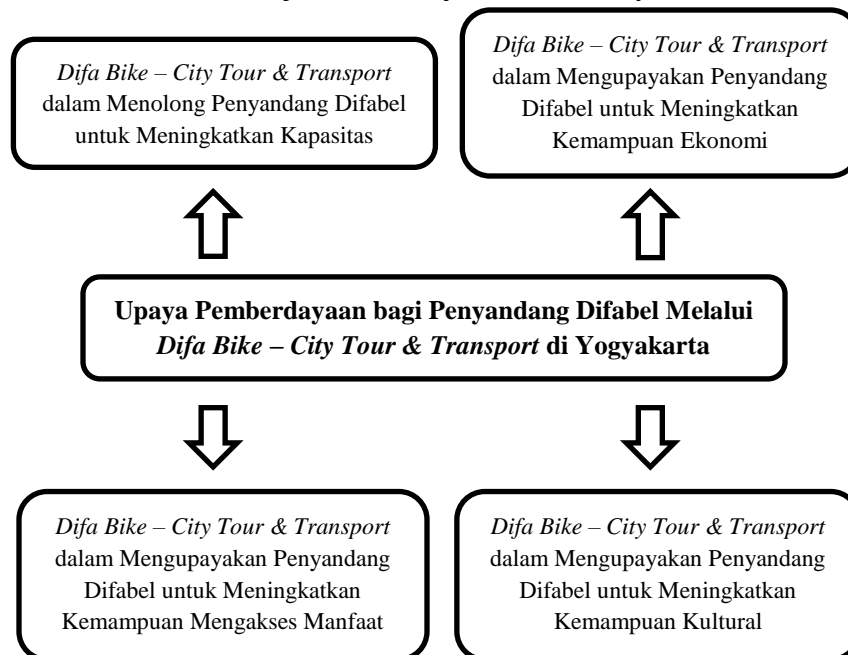 Difa Bike – City Tour & Transport
dalam Menolong Penyandang Difabel
untuk Meningkatkan Kapasitas
Difa Bike – City Tour & Transport
dalam Mengupayakan Penyandang
Difabel untuk Meningkatkan
Kemampuan Ekonomi
Upaya Pemberdayaan bagi Penyandang Difabel Melalui
Difa Bike – City Tour & Transport di Yogyakarta
Difa Bike – City Tour & Transport
dalam Mengupayakan Penyandang
Difabel untuk Meningkatkan
Kemampuan Mengakses Manfaat
Difa Bike – City Tour & Transport
dalam Mengupayakan Penyandang
Difabel untuk Meningkatkan
Kemampuan Kultural